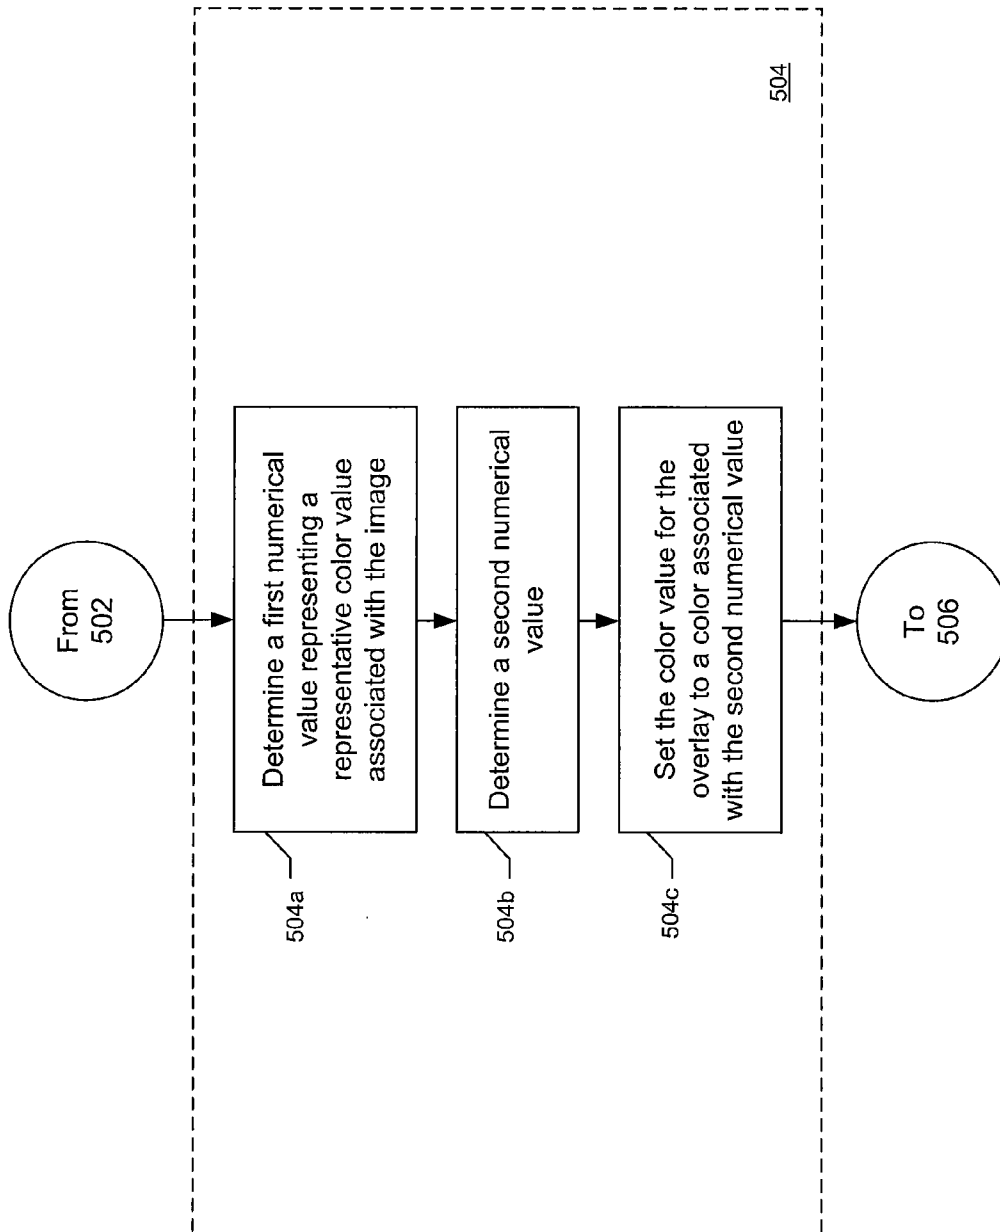 From
502
504
504a
Determine a first numerical
value representing a
representative color value
associated with the image
504b
Determine a second numerical
value
504c
Set the color value for the
overlay to a color associated
with the second numerical value
To
506